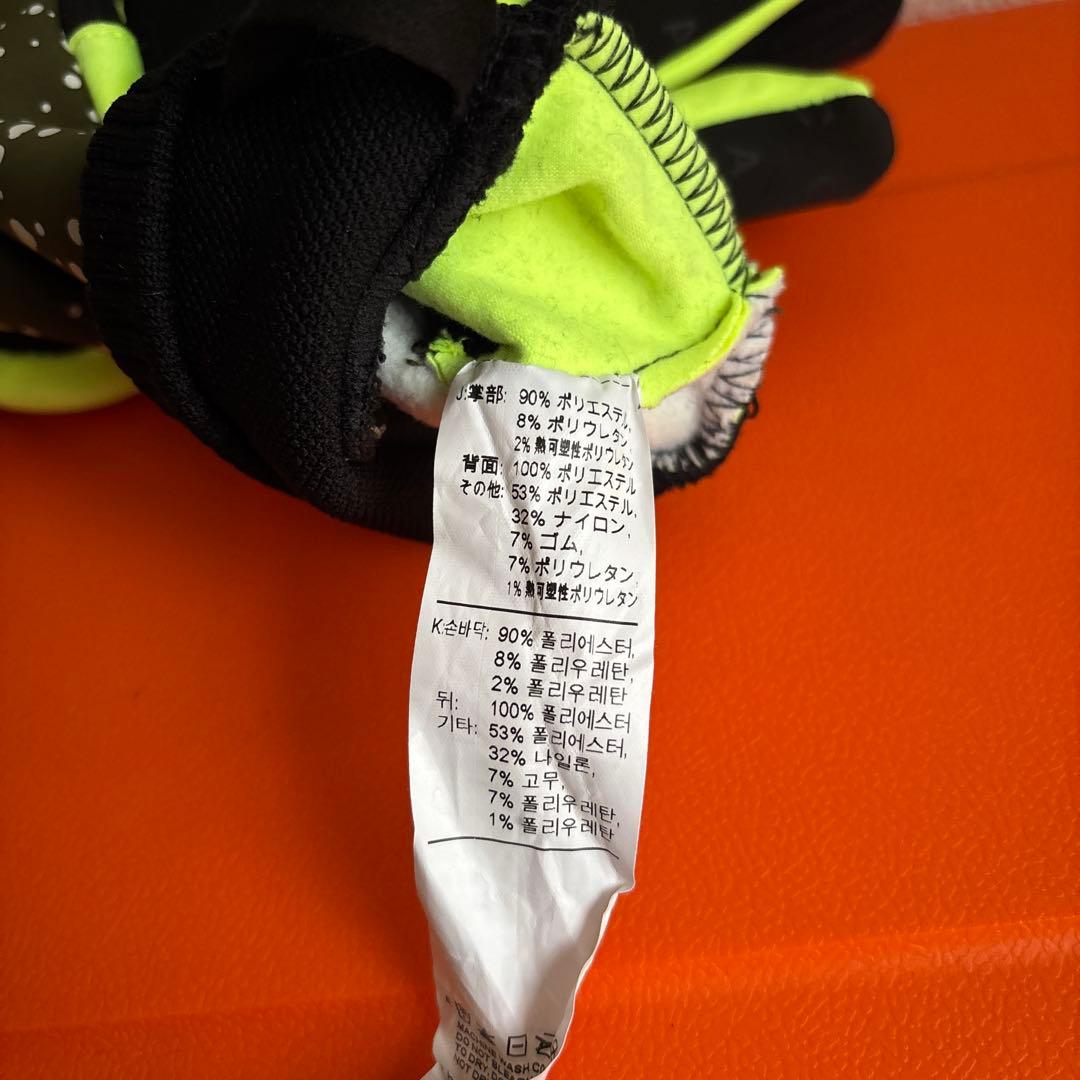 J:掌部: 90% ポリエステル,
8% ポリウレタン,
2% 熱可塑性ポリウレタン
背面: 100% ポリエステル
その他: 53% ポリエステル,
32% ナイロン,
7% ゴム,
7% ポリウレタン,
1% 熱可塑性ポリウレタン
K:손바닥: 90% 폴리에스터,
8% 폴리우레탄,
2% 폴리우레탄
뒤: 100% 폴리에스터
기타: 53% 폴리에스터,
32% 나일론,
7% 고무,
7% 폴리우레탄,
1% 폴리우레탄
MACHINE WASH CO
DO NOT BLEA
TO DRY. DO
NOT DR